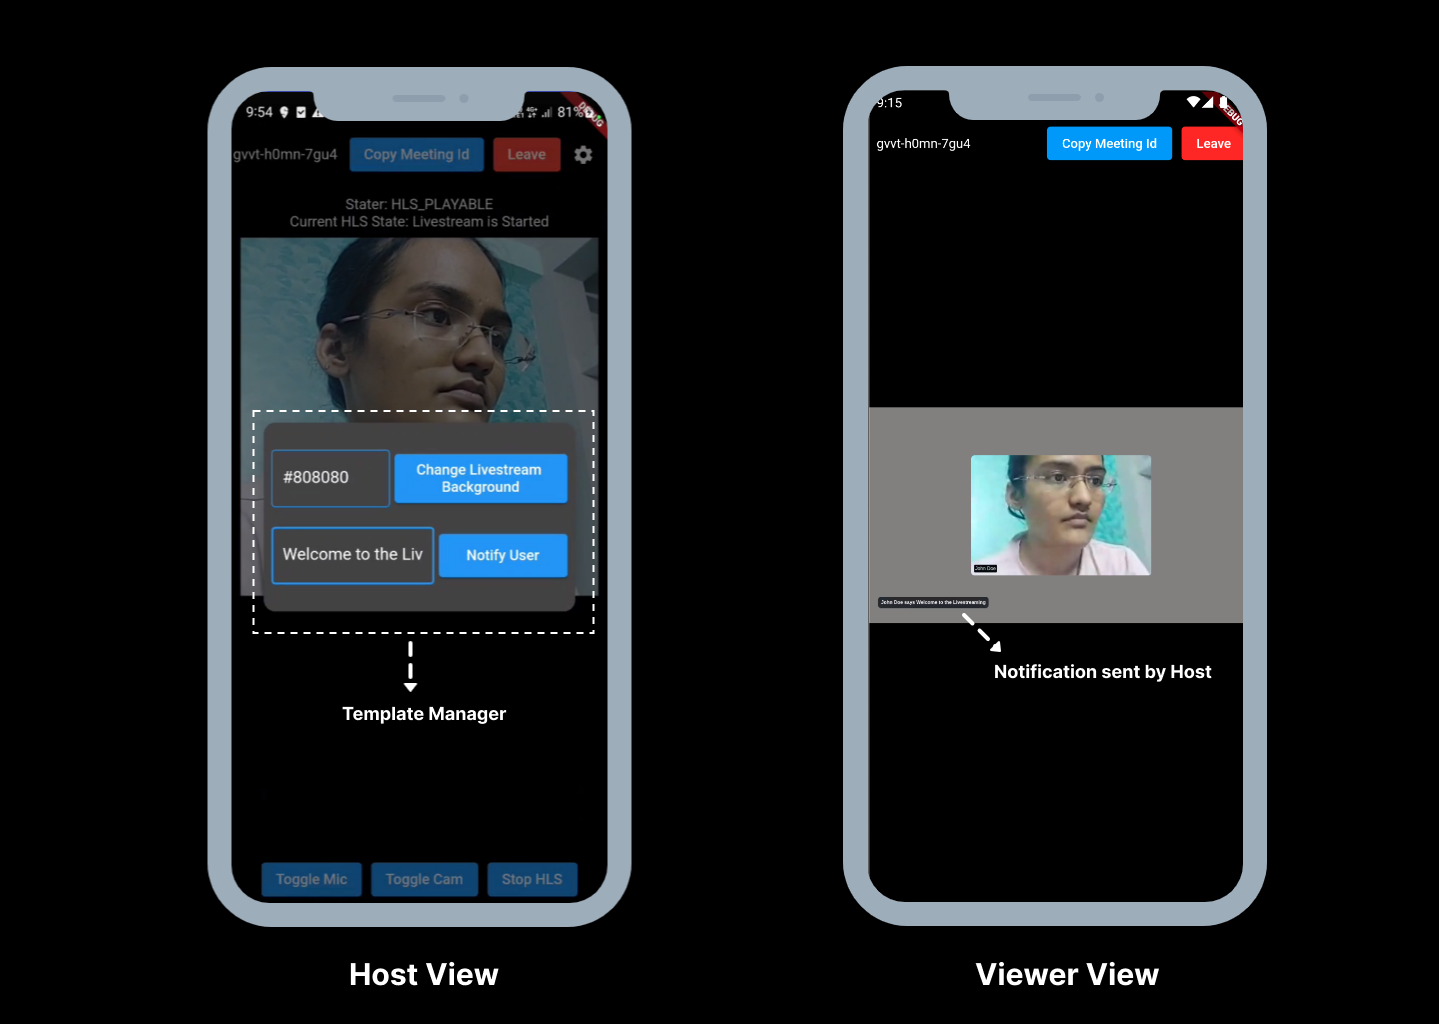 9:54
81%
DEBUG
gvvt-h0mn-7gu4
Copy Meeting Id
Leave
Stater: HLS_PLAYABLE
Current HLS State: Livestream is Started
#808080
Change Livestream
Background
Welcome to the Liv
Notify User
Template Manager
Toggle Mic
Toggle Cam
Stop HLS
Host View
9:15
EBUG
gvvt-h0mn-7gu4
Copy Meeting Id
Leave
John Doe
John Doe says Welcome to the Livestreaming
Notification sent by Host
Viewer View